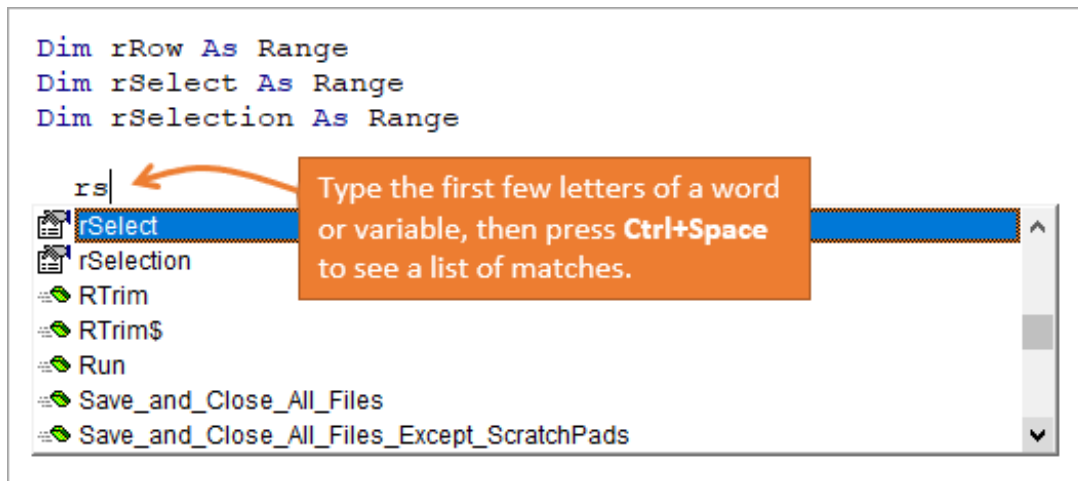 Dim rRow As Range
Dim rSelect As Range
Dim rSelection As Range
rs
Type the first few letters of a word
or variable, then press Ctrl+Space
to see a list of matches.
rSelect
rSelection
RTrim
RTrim$
Run
Save_and_Close_All_Files
Save_and_Close_All_Files_Except_ScratchPads